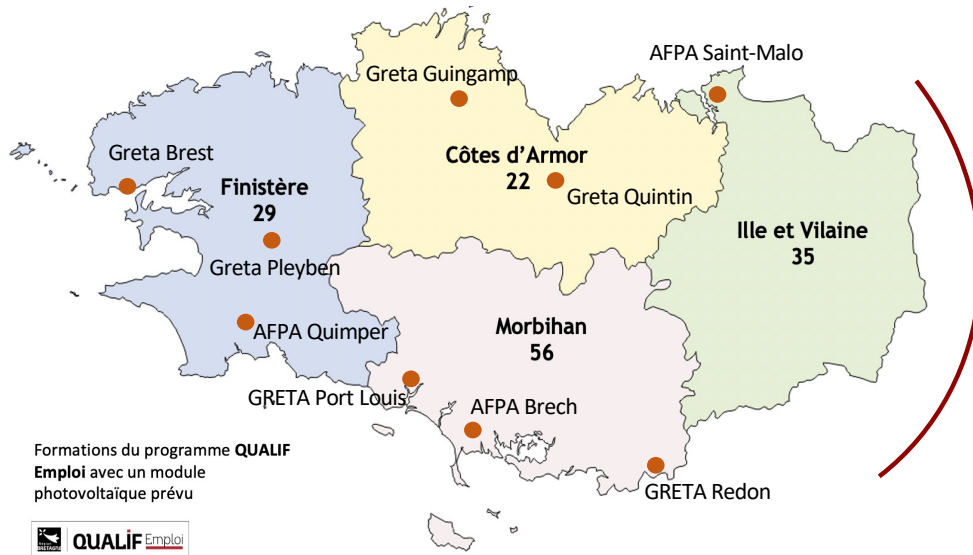 AFPA Saint-Malo
Greta Guingamp
Greta Brest
Côtes d’Armor
22
Finistère
29
Greta Quintin
Ille et Vilaine
35
Greta Pleyben
AFPA Quimper
Morbihan
56
GRETA Port Louis
AFPA Brech
GRETA Redon
Formations du programme QUALIF
Emploi avec un module
photovoltaïque prévu
BRETAGNE
QUALiF Emploi